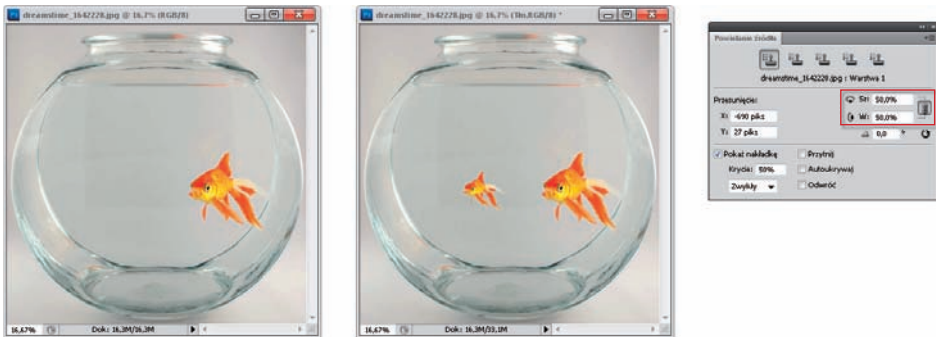 dreamstime_1642228.jpg @ 16,7% (RGB/8)
16,67%
Dok: 16,3M/16,3M
dreamstime_1642228.jpg @ 16,7% (Tło,RGB/8) *
16,67%
Dok: 16,3M/33,1M
Powielanie źródła
dreamstime_1642228.jpg : Warstwa 1
Przesunięcie:
Sz: 50,0%
X: -690 piks
W: 50,0%
Y: 27 piks
0,0 °
Pokaż nakładkę
Przytnij
Krycie: 50%
Autoukrywaj
Zwykły
Odwróć